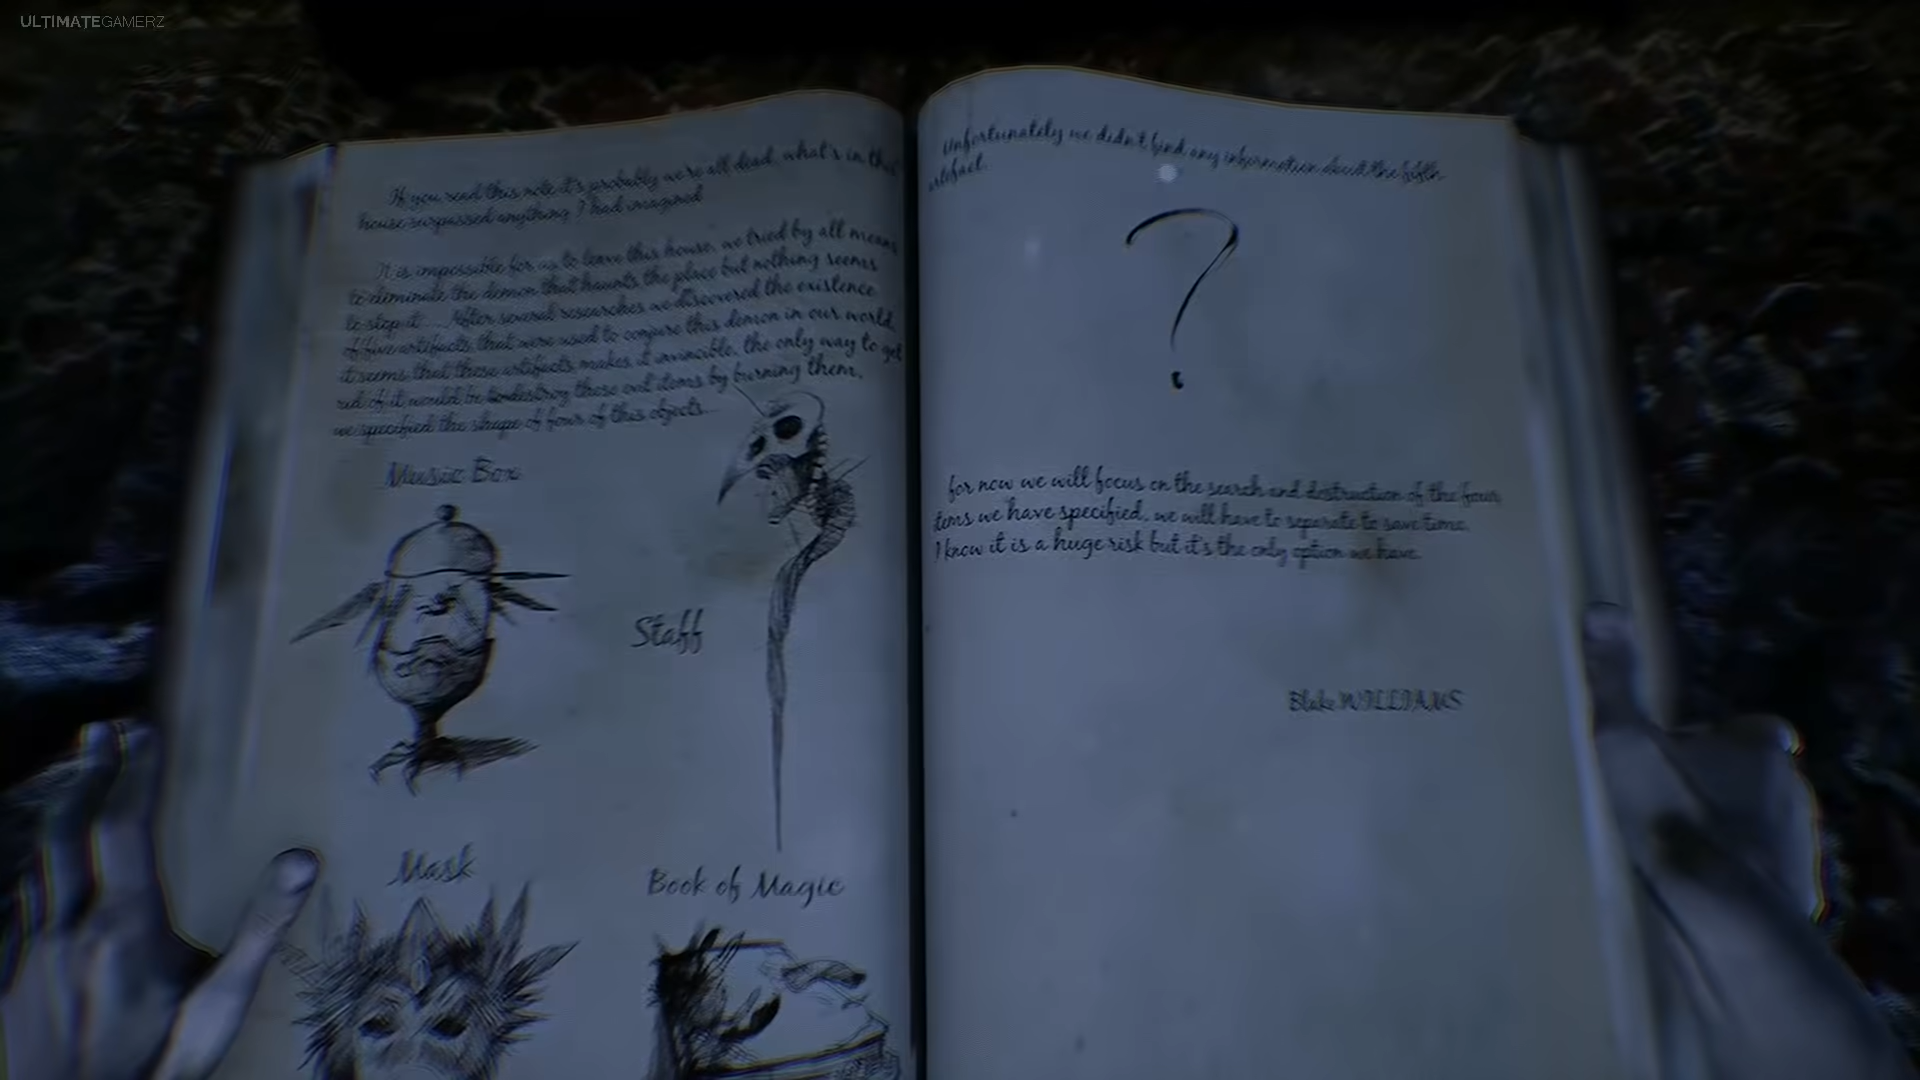 ULTIMATEGAMERZ
If you read this note it's probably we're all dead, what's in this
house surpassed anything I had imagined
It is impossible for us to leave this house, we tried by all means
to eliminate the demon that haunts the place but nothing seems
to stop it.... After several researches we discovered the existence
of five artifacts that were used to conjure this demon in our world,
it seems that these artifacts makes it invincible, the only way to get
rid of it would be to destroy these evil items by burning them,
we specified the shape of four of this objects...
Music Box
Staff
Mask
Book of Magic
Unfortunately we didn't find any information about the fifth
artifact.
?
for now we will focus on the search and destruction of the four
items we have specified, we will have to separate to save time.
I know it is a huge risk but it's the only option we have.
Blake WILLIAMS